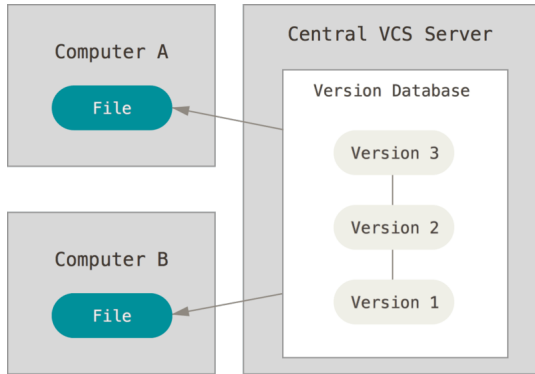 Computer A
File
Computer B
File
Central VCS Server
Version Database
Version 3
Version 2
Version 1